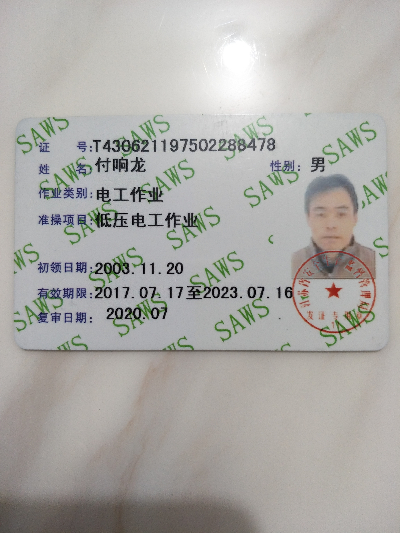 证 号:T430621197502288478
姓 名:付响龙 性别: 男
作业类别:电工作业
准操项目:低压电工作业
初领日期:2003.11.20
有效期限:2017.07.17至2023.07.16
复审日期: 2020.07
SAWS